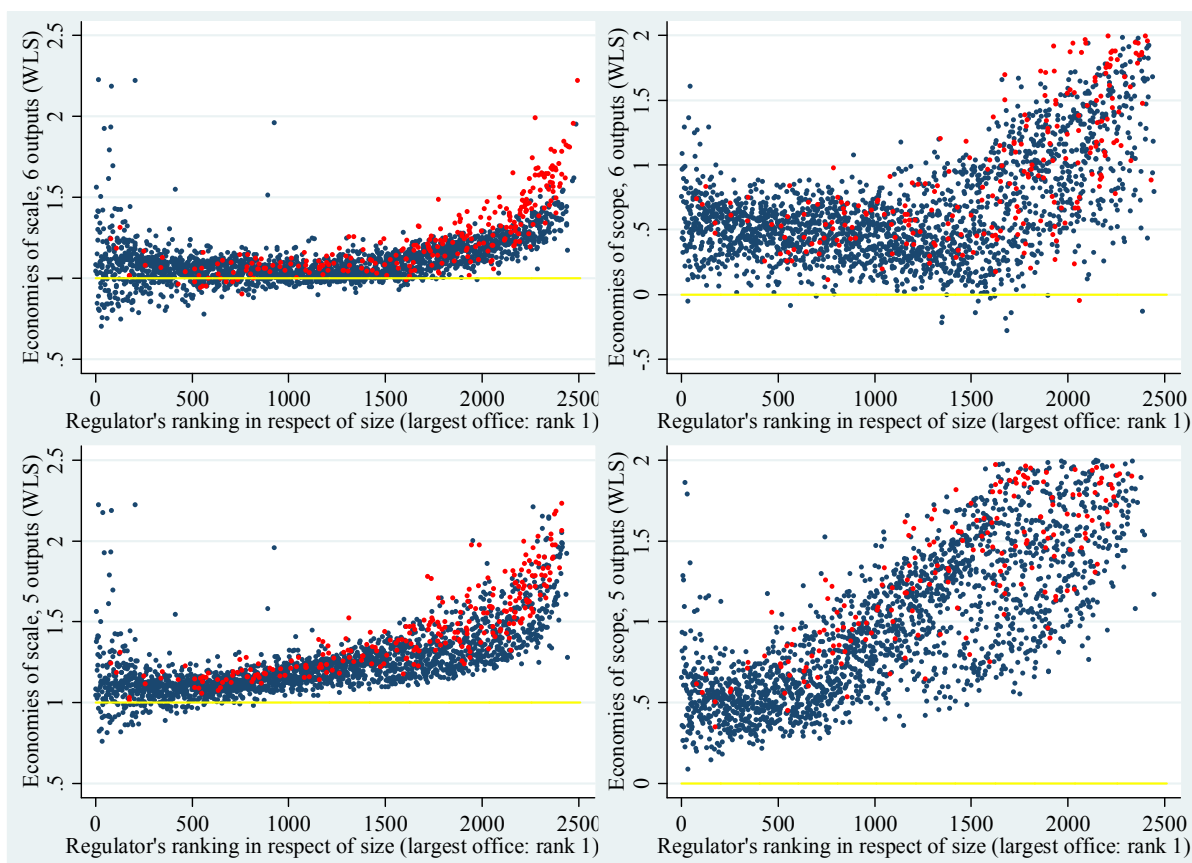 Economies of scale, 6 outputs (WLS)
2.5
2
1.5
1
.5
0 500 1000 1500 2000 2500
Regulator's ranking in respect of size (largest office: rank 1)
Economies of scope, 6 outputs (WLS)
2
1.5
1
.5
0
-.5
0 500 1000 1500 2000 2500
Regulator's ranking in respect of size (largest office: rank 1)
Economies of scale, 5 outputs (WLS)
2.5
2
1.5
1
.5
0 500 1000 1500 2000 2500
Regulator's ranking in respect of size (largest office: rank 1)
Economies of scope, 5 outputs (WLS)
2
1.5
1
.5
0
0 500 1000 1500 2000 2500
Regulator's ranking in respect of size (largest office: rank 1)